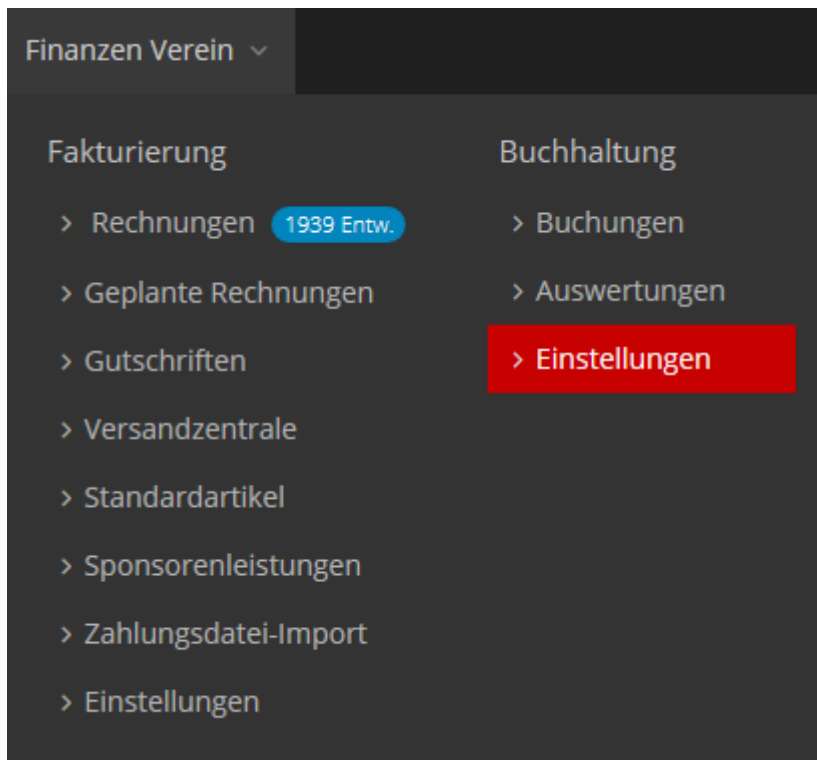 Finanzen Verein
Fakturierung
Rechnungen 1939 Entw.
Geplante Rechnungen
Gutschriften
Versandzentrale
Standardartikel
Sponsorenleistungen
Zahlungsdatei-Import
Einstellungen
Buchhaltung
Buchungen
Auswertungen
Einstellungen